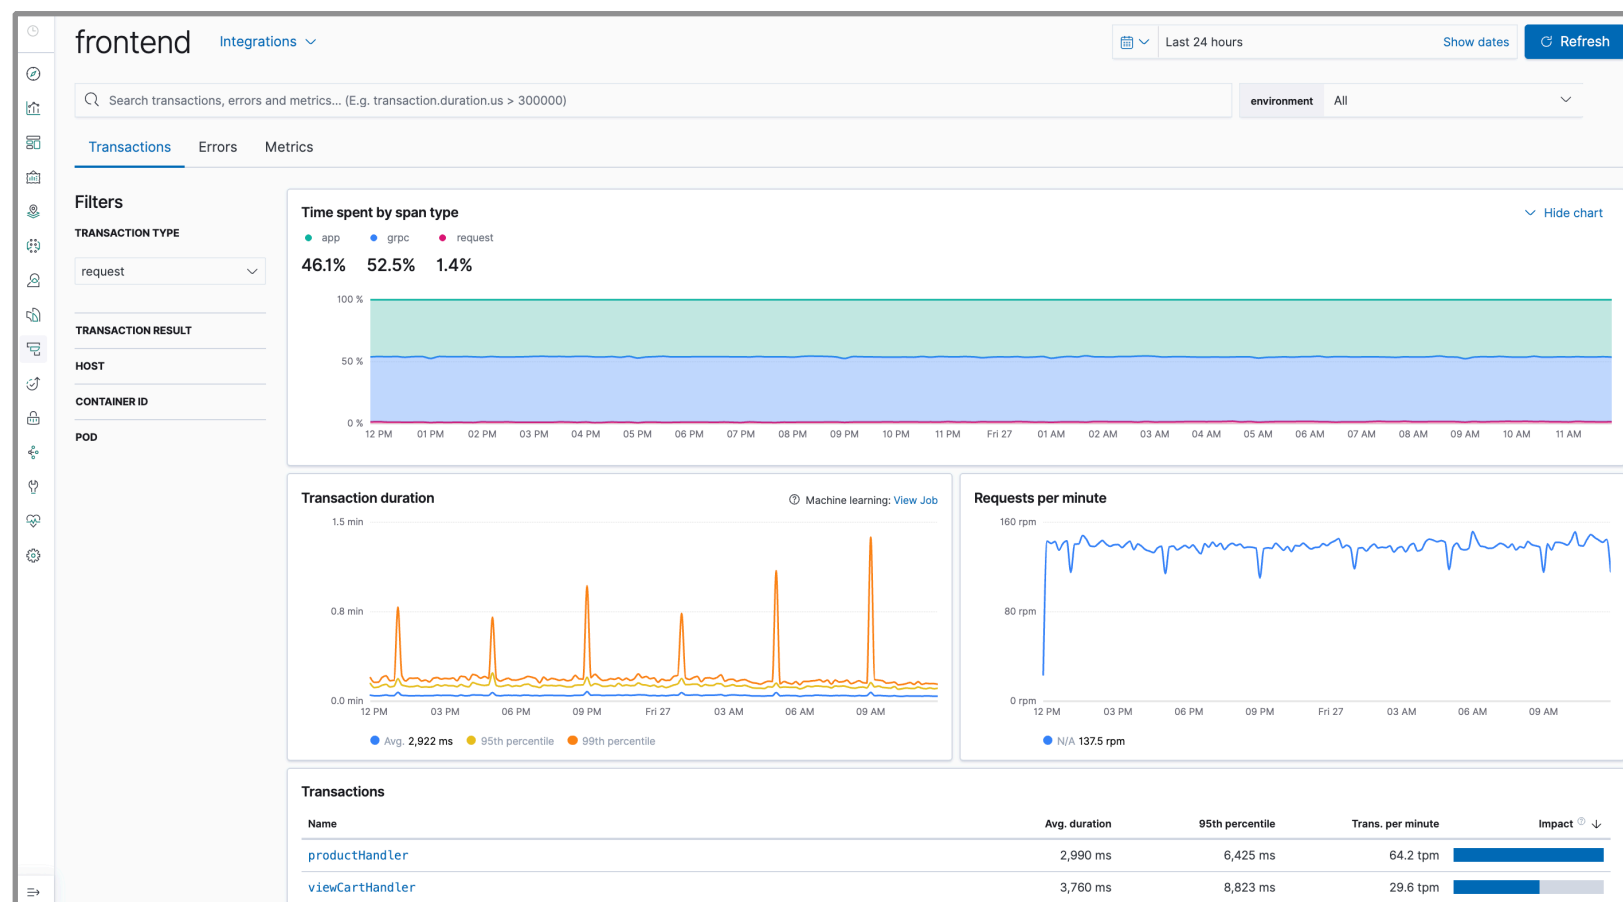 frontend Integrations Last 24 hours Show dates Refresh
Search transactions, errors and metrics... (E.g. transaction.duration.us > 300000) environment All
Transactions Errors Metrics
Filters
TRANSACTION TYPE
request
TRANSACTION RESULT
HOST
CONTAINER ID
POD
Time spent by span type Hide chart
app grpc request
46.1% 52.5% 1.4%
100 %
50 %
0 %
12 PM 01 PM 02 PM 03 PM 04 PM 05 PM 06 PM 07 PM 08 PM 09 PM 10 PM 11 PM Fri 27 01 AM 02 AM 03 AM 04 AM 05 AM 06 AM 07 AM 08 AM 09 AM 10 AM 11 AM
Transaction duration Machine learning: View Job
1.5 min
0.8 min
0.0 min
12 PM 03 PM 06 PM 09 PM Fri 27 03 AM 06 AM 09 AM
Avg. 2,922 ms 95th percentile 99th percentile
Requests per minute
160 rpm
80 rpm
0 rpm
12 PM 03 PM 06 PM 09 PM Fri 27 03 AM 06 AM 09 AM
N/A 137.5 rpm
Transactions
Name Avg. duration 95th percentile Trans. per minute Impact
productHandler 2,990 ms 6,425 ms 64.2 tpm
viewCartHandler 3,760 ms 8,823 ms 29.6 tpm